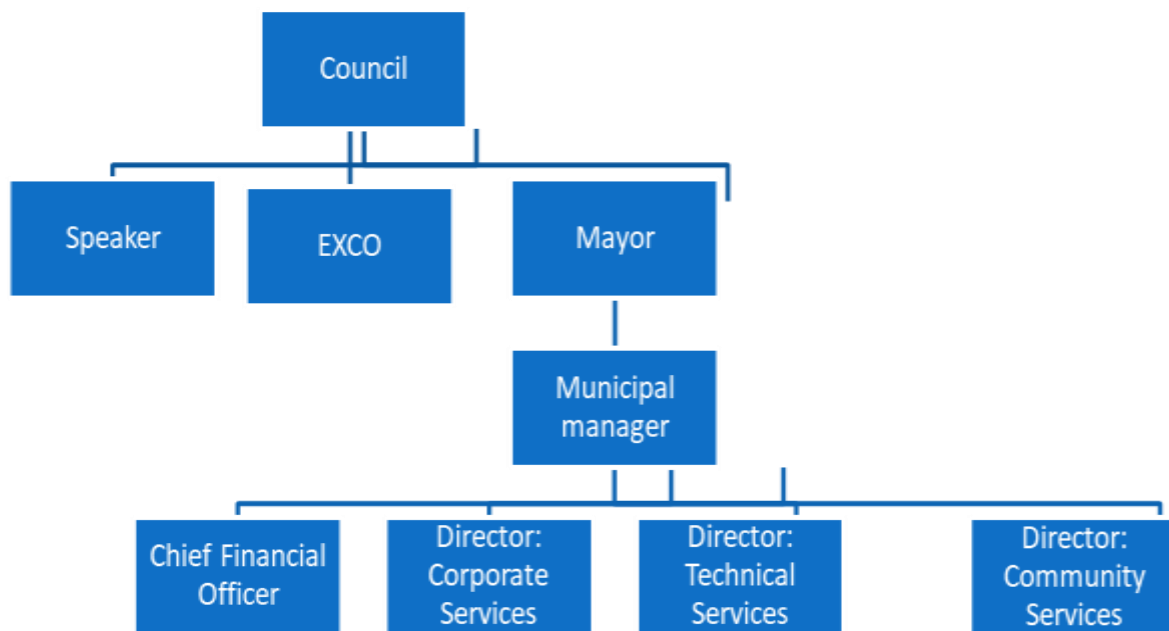 Council
Speaker
EXCO
Mayor
Municipal
manager
Chief Financial
Officer
Director:
Corporate
Services
Director:
Technical
Services
Director:
Community
Services